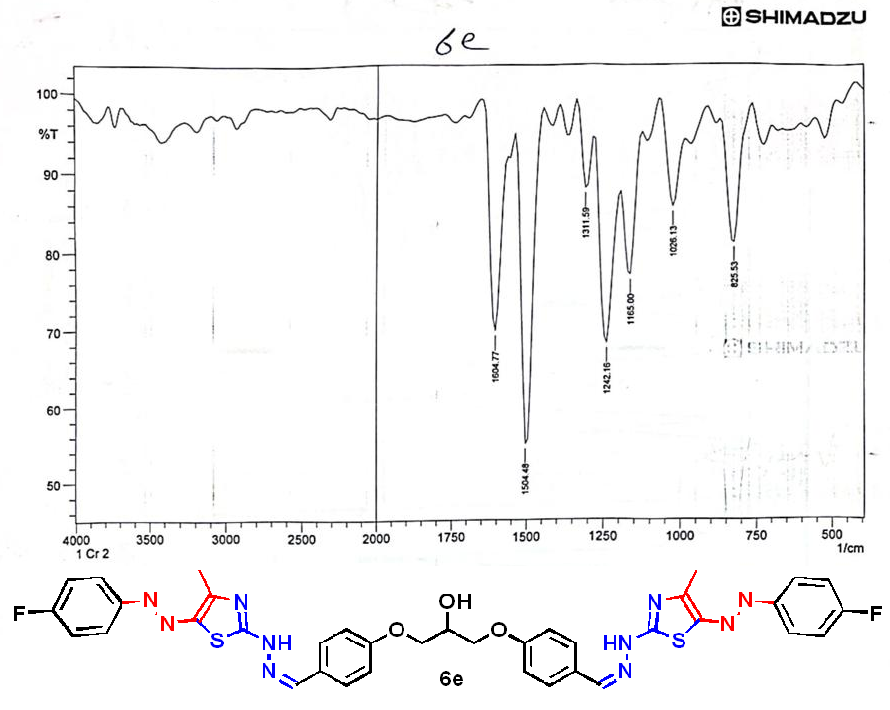 SHIMADZU
6e
100
%T
90
80
70
60
50
1604.77
1504.48
1311.59
1242.16
1165.00
1026.13
825.53
4000 3500 3000 2500 2000 1750 1500 1250 1000 750 500
1 Cr 2 1/cm
OH
F N N N N F
N N
S NH O O HN S
N N
6e